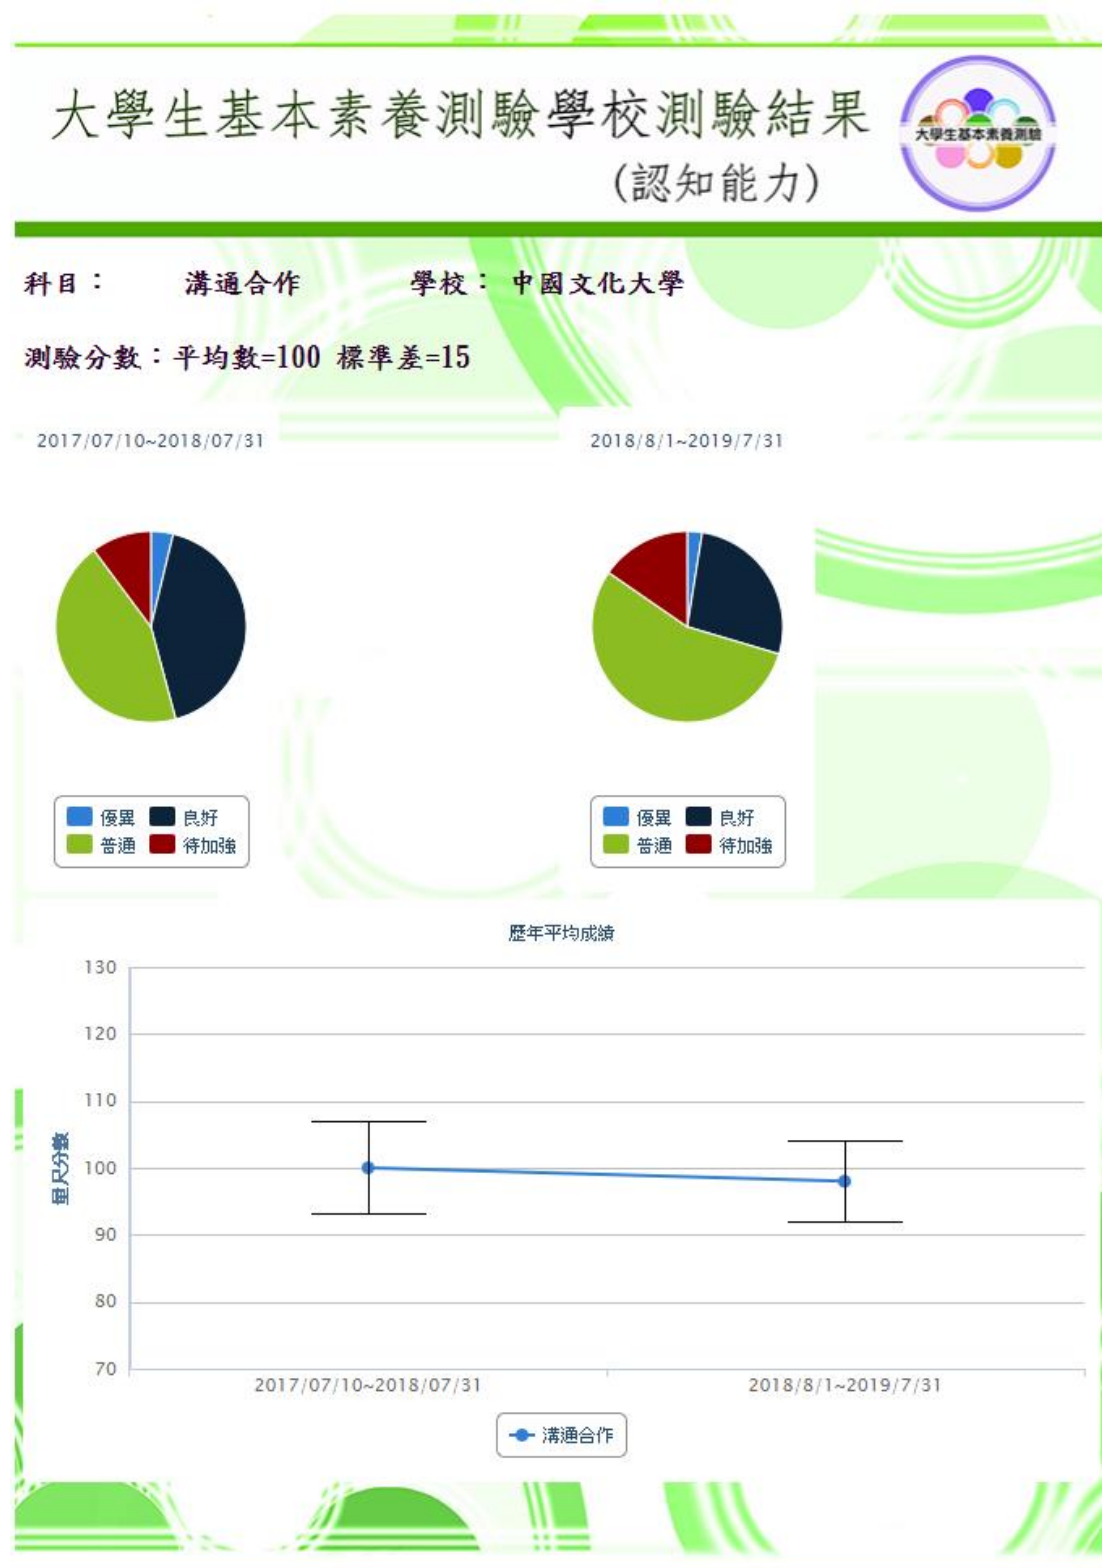 大學生基本素養測驗學校測驗結果
(認知能力)
大學生基本素養測驗
科目： 溝通合作 學校： 中國文化大學
測驗分數：平均數=100 標準差=15
2017/07/10~2018/07/31 2018/8/1~2019/7/31
優異 良好 優異 良好
普通 待加強 普通 待加強
歷年平均成績
130
120
110
100
90
80
70
量尺分數
2017/07/10~2018/07/31 2018/8/1~2019/7/31
溝通合作